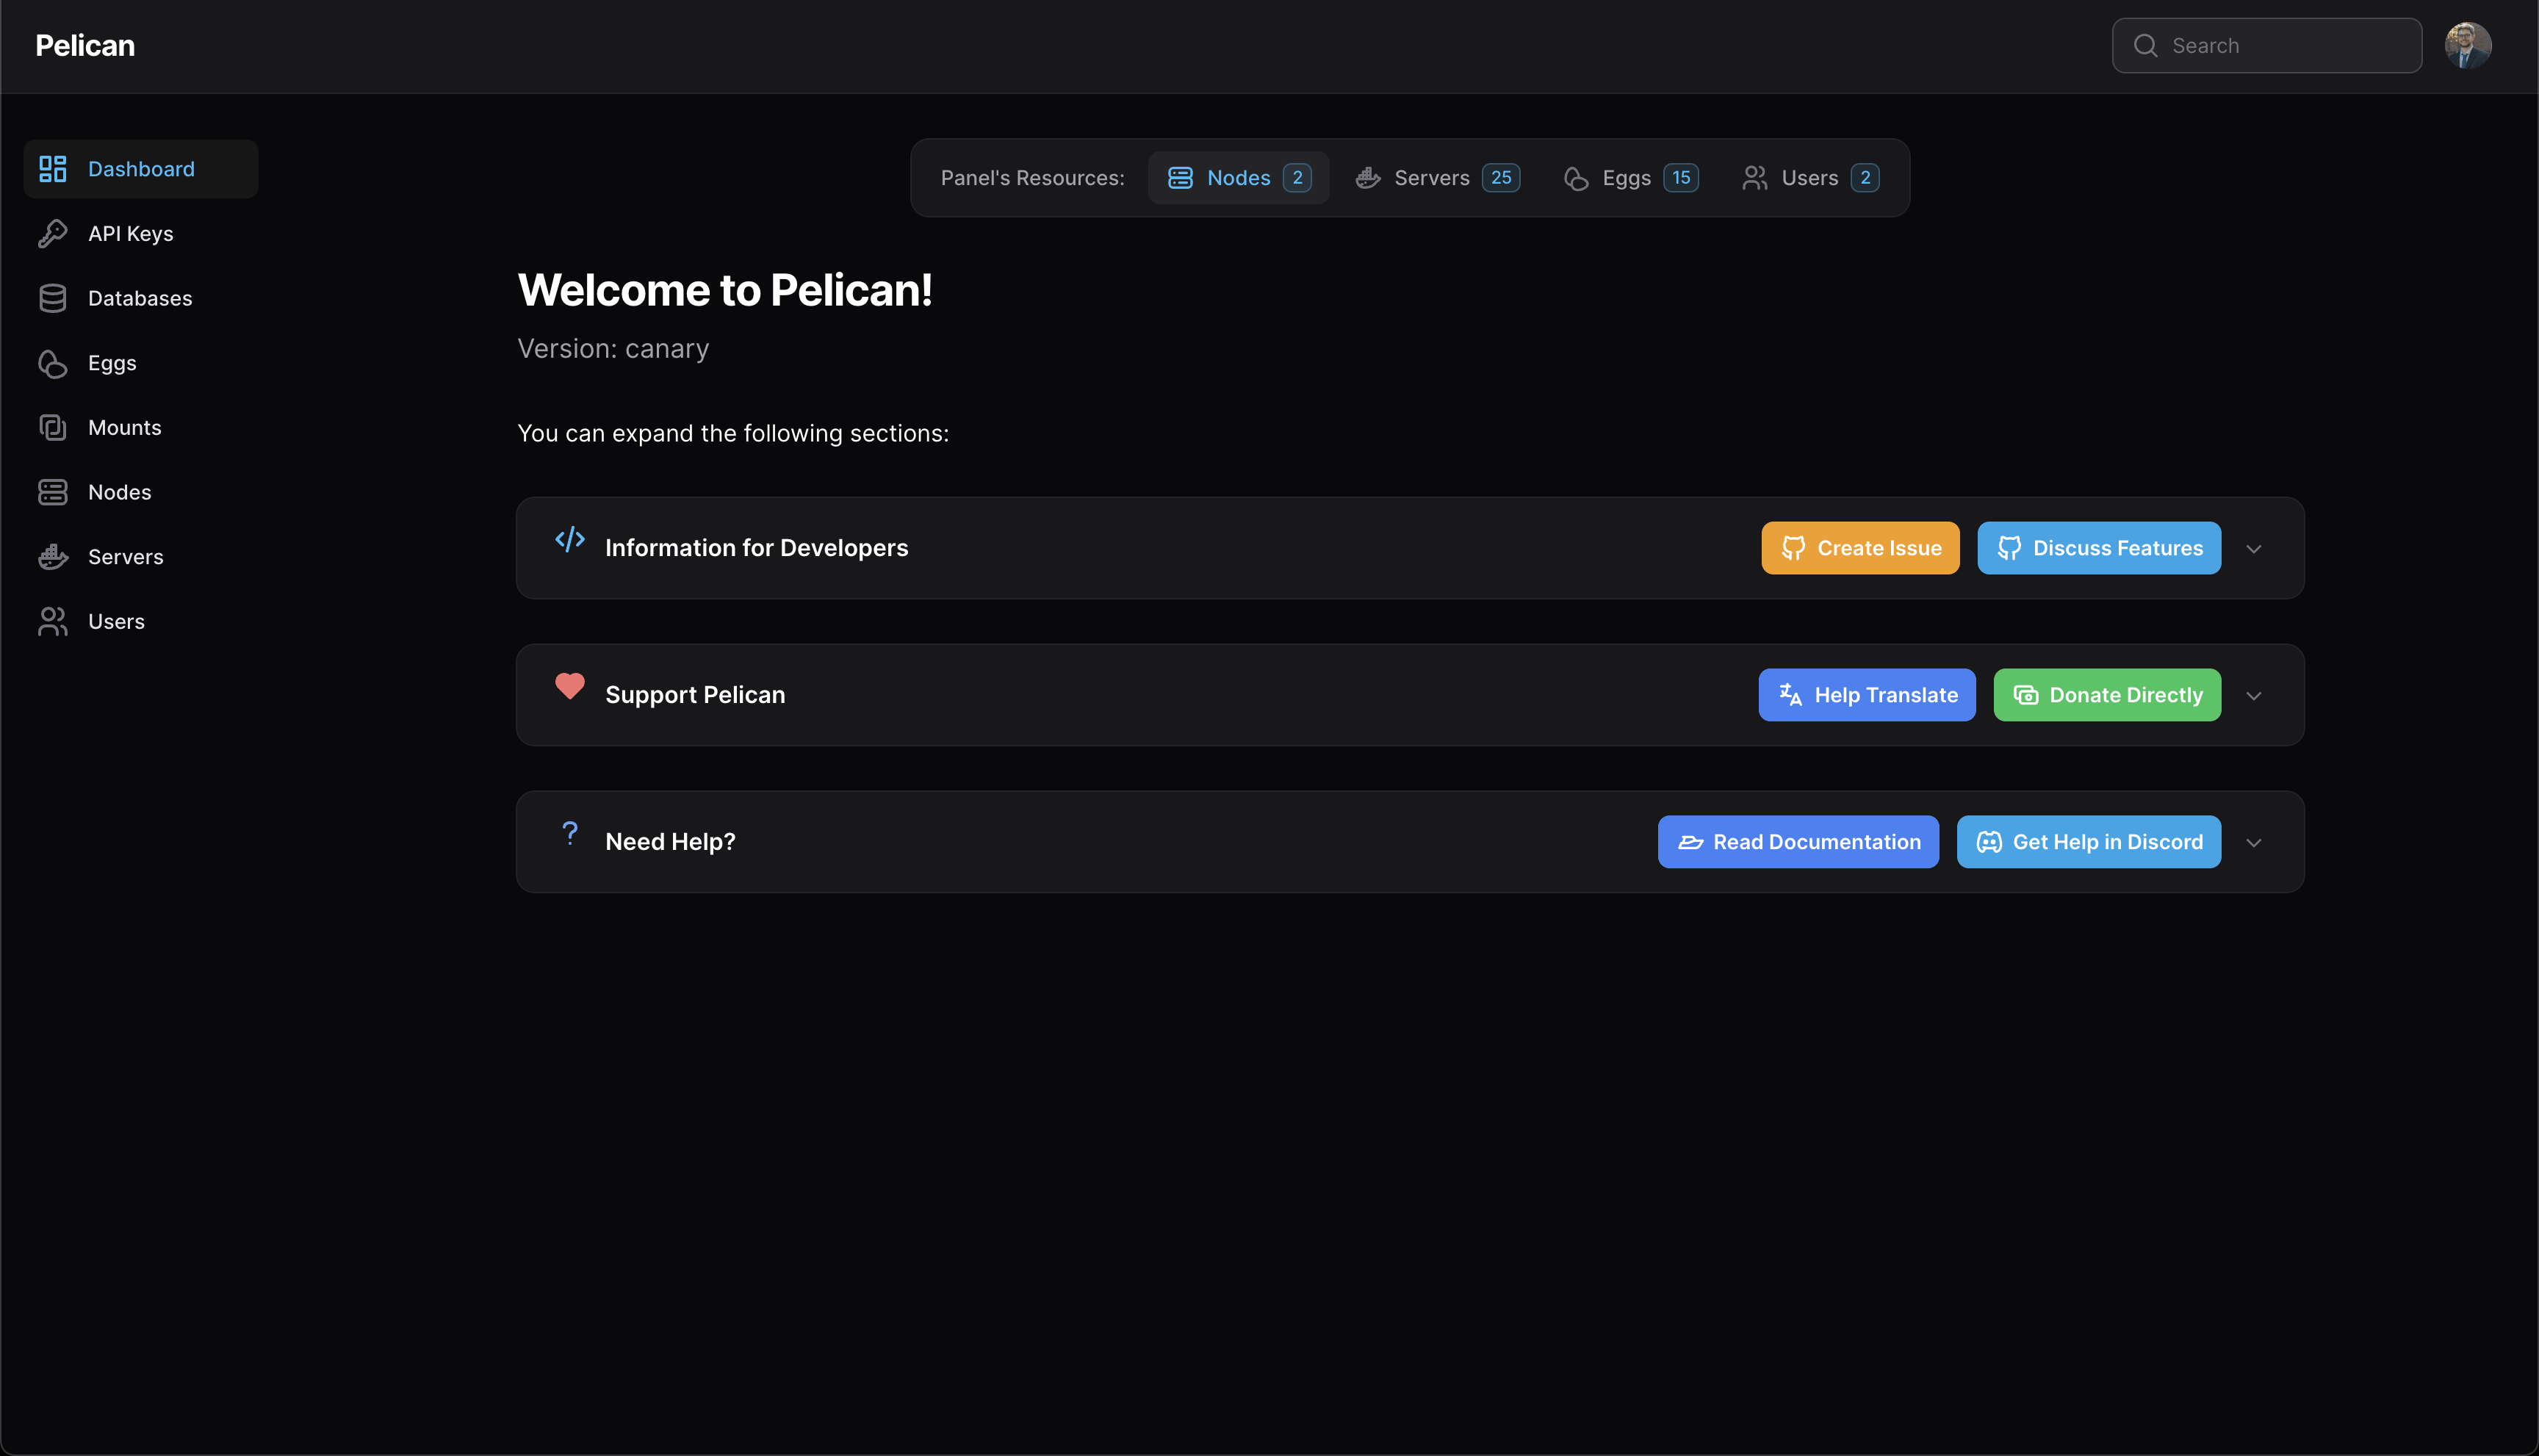 Pelican
Search
Dashboard
API Keys
Databases
Eggs
Mounts
Nodes
Servers
Users
Panel's Resources: Nodes 2 Servers 25 Eggs 15 Users 2
Welcome to Pelican!
Version: canary
You can expand the following sections:
Information for Developers Create Issue Discuss Features
Support Pelican Help Translate Donate Directly
Need Help? Read Documentation Get Help in Discord